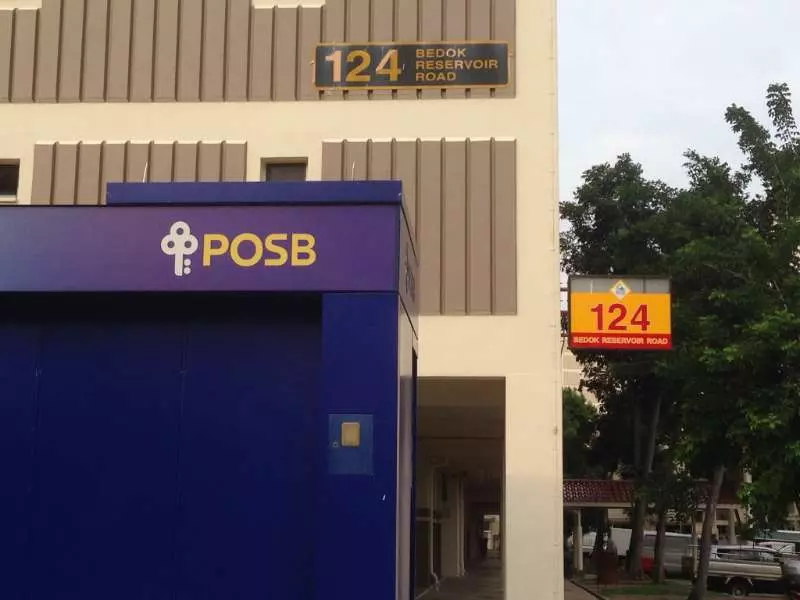 124
BEDOK
RESERVOIR
ROAD
POSB
124
BEDOK RESERVOIR ROAD